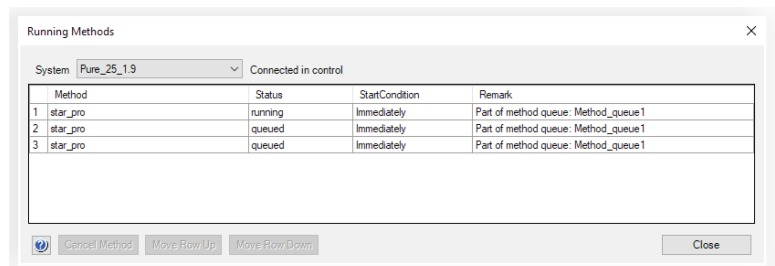 Running Methods
System Pure_25_1.9 Connected in control
Method Status StartCondition Remark
1 star_pro running Immediately Part of method queue: Method_queue1
2 star_pro queued Immediately Part of method queue: Method_queue1
3 star_pro queued Immediately Part of method queue: Method_queue1
? Cancel Method Move Row Up Move Row Down Close